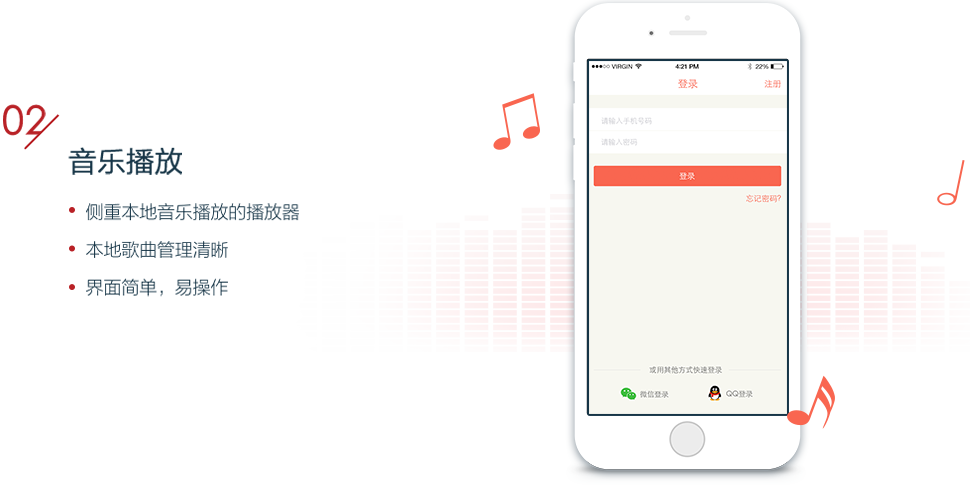 02
音乐播放
侧重本地音乐播放的播放器
本地歌曲管理清晰
界面简单，易操作
VIRGIN 4:21 PM 22%
登录 注册
请输入手机号码
请输入密码
登录
忘记密码?
或用其他方式快速登录
微信登录 QQ登录